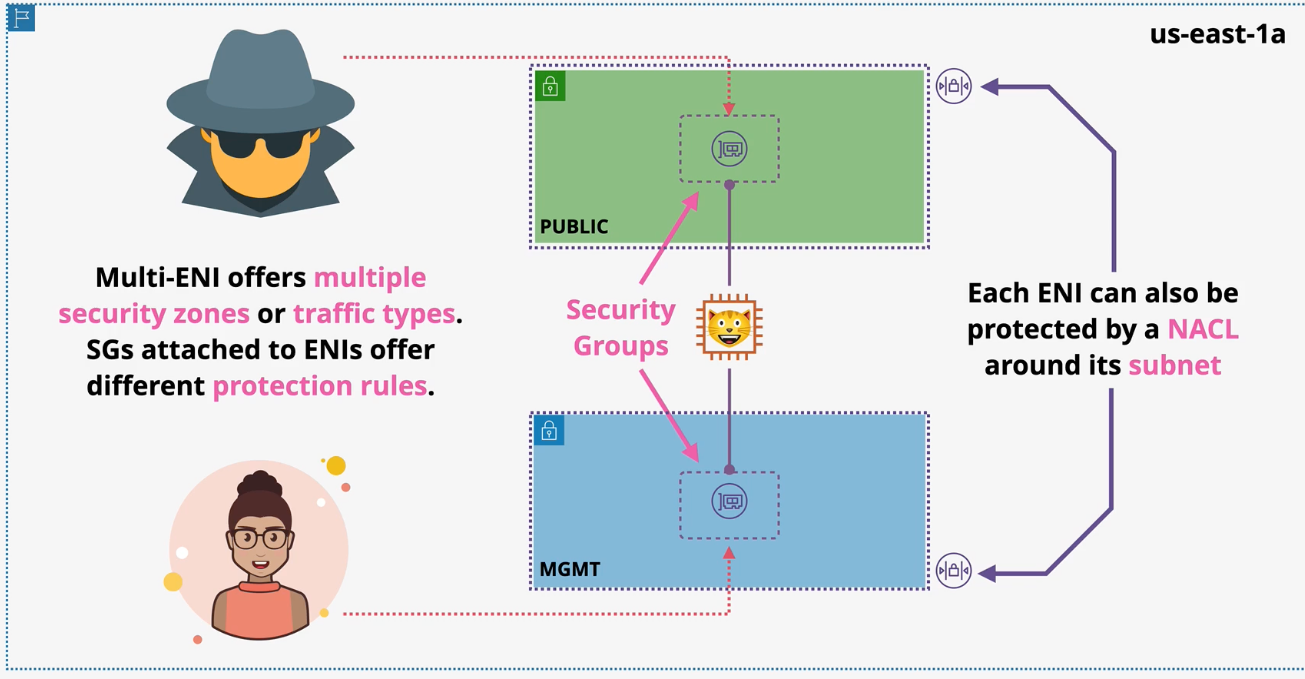 us-east-1a
PUBLIC
Multi-ENI offers multiple
security zones or traffic types.
SGs attached to ENIs offer
different protection rules.
Security
Groups
Each ENI can also be
protected by a NACL
around its subnet
MGMT